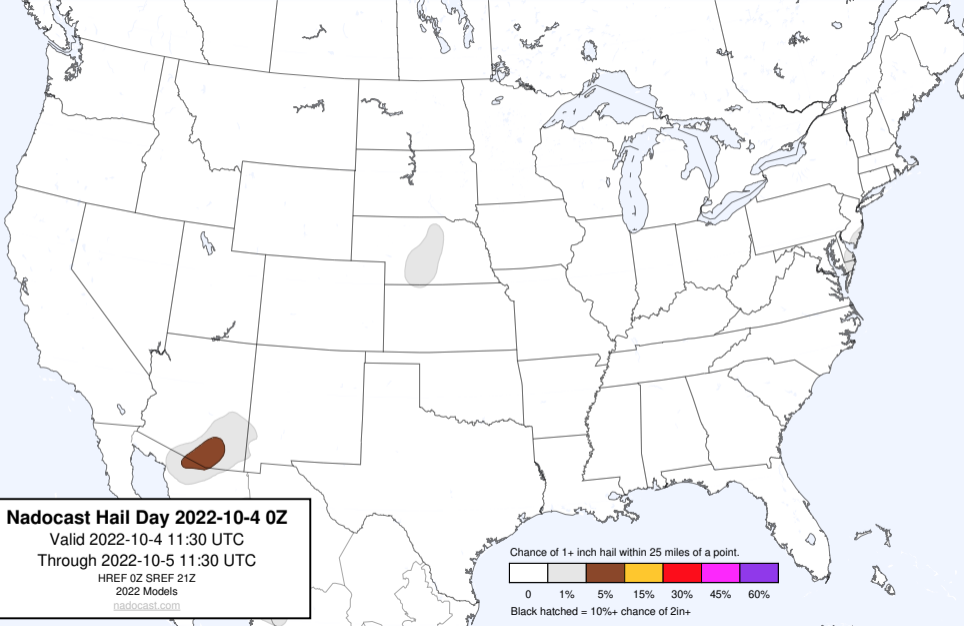 Nadocast Hail Day 2022-10-4 0Z
Valid 2022-10-4 11:30 UTC
Through 2022-10-5 11:30 UTC
HREF 0Z SREF 21Z
2022 Models
nadocast.com
Chance of 1+ inch hail within 25 miles of a point.
0 1% 5% 15% 30% 45% 60%
Black hatched = 10%+ chance of 2in+